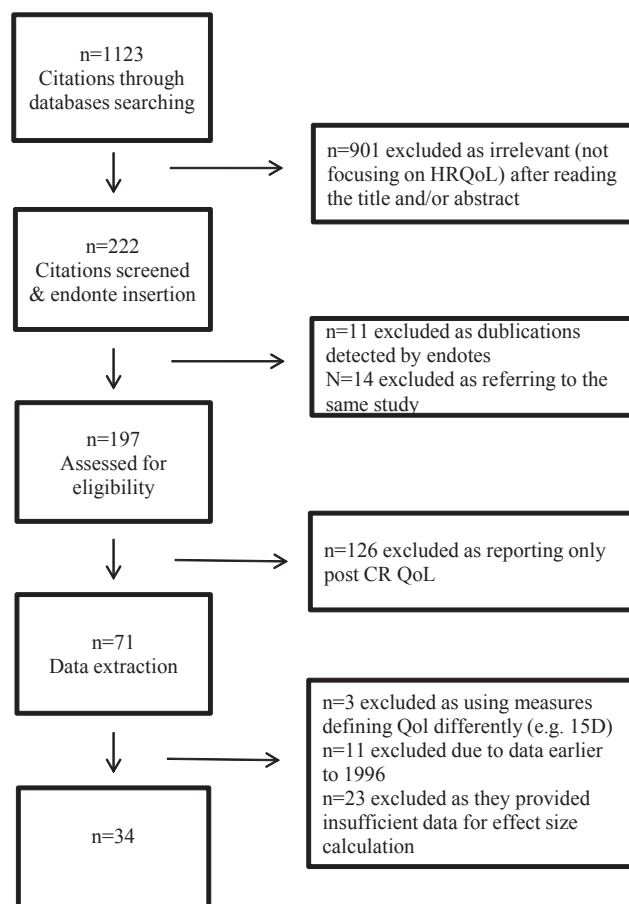 n=1123
Citations through
databases searching
n=901 excluded as irrelevant (not
focusing on HRQoL) after reading
the title and/or abstract
n=222
Citations screened
& endonte insertion
n=11 excluded as dublications
detected by endotes
N=14 excluded as referring to the
same study
n=197
Assessed for
eligibility
n=126 excluded as reporting only
post CR QoL
n=71
Data extraction
n=3 excluded as using measures
defining Qol differently (e.g. 15D)
n=11 excluded due to data earlier
to 1996
n=23 excluded as they provided
insufficient data for effect size
calculation
n=34